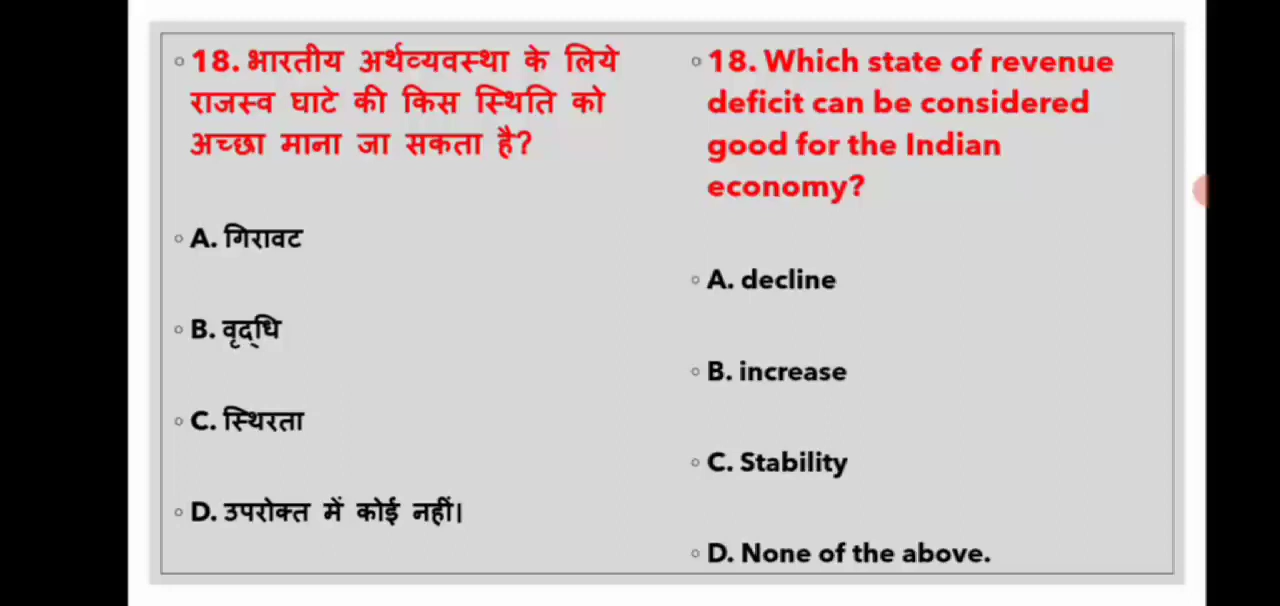 18. भारतीय अर्थव्यवस्था के लिये
राजस्व घाटे की किस स्थिति को
अच्छा माना जा सकता है?
A. गिरावट
B. वृद्धि
C. स्थिरता
D. उपरोक्त में कोई नहीं।
18. Which state of revenue
deficit can be considered
good for the Indian
economy?
A. decline
B. increase
C. Stability
D. None of the above.